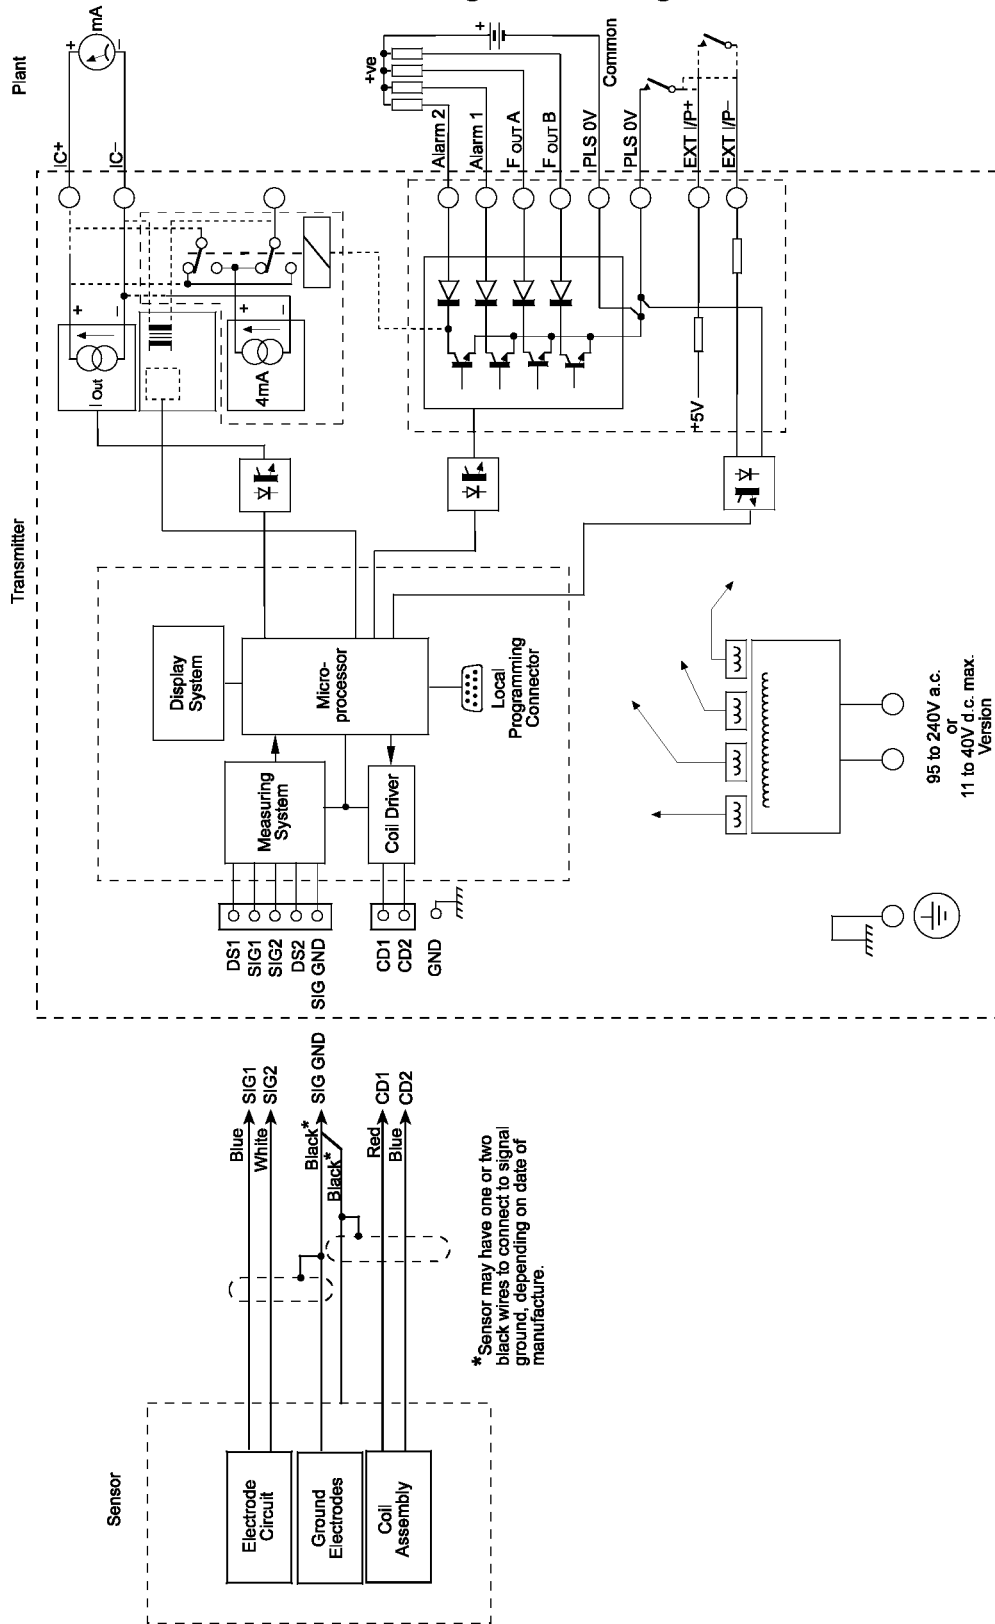 Sensor
Transmitter
Plant
Electrode
Circuit
Ground
Electrodes
Coil
Assembly
Blue
SIG1
White
SIG2
Black*
SIG GND
Black*
Red
CD1
Blue
CD2
*Sensor may have one or two
black wires to connect to signal
ground, depending on date of
manufacture.
DS1
SIG1
SIG2
DS2
SIG GND
CD1
CD2
GND
Measuring
System
Coil Driver
Display
System
Micro-
processor
Local
Programming
Connector
I Out
+
–
4mA
+
–
IC+
IC–
+
–
mA
Alarm 2
Alarm 1
F OUT A
F OUT B
PLS 0V
PLS 0V
EXT I/P+
EXT I/P–
+ve
+
Common
+5V
95 to 240V a.c.
or
11 to 40V d.c. max.
Version